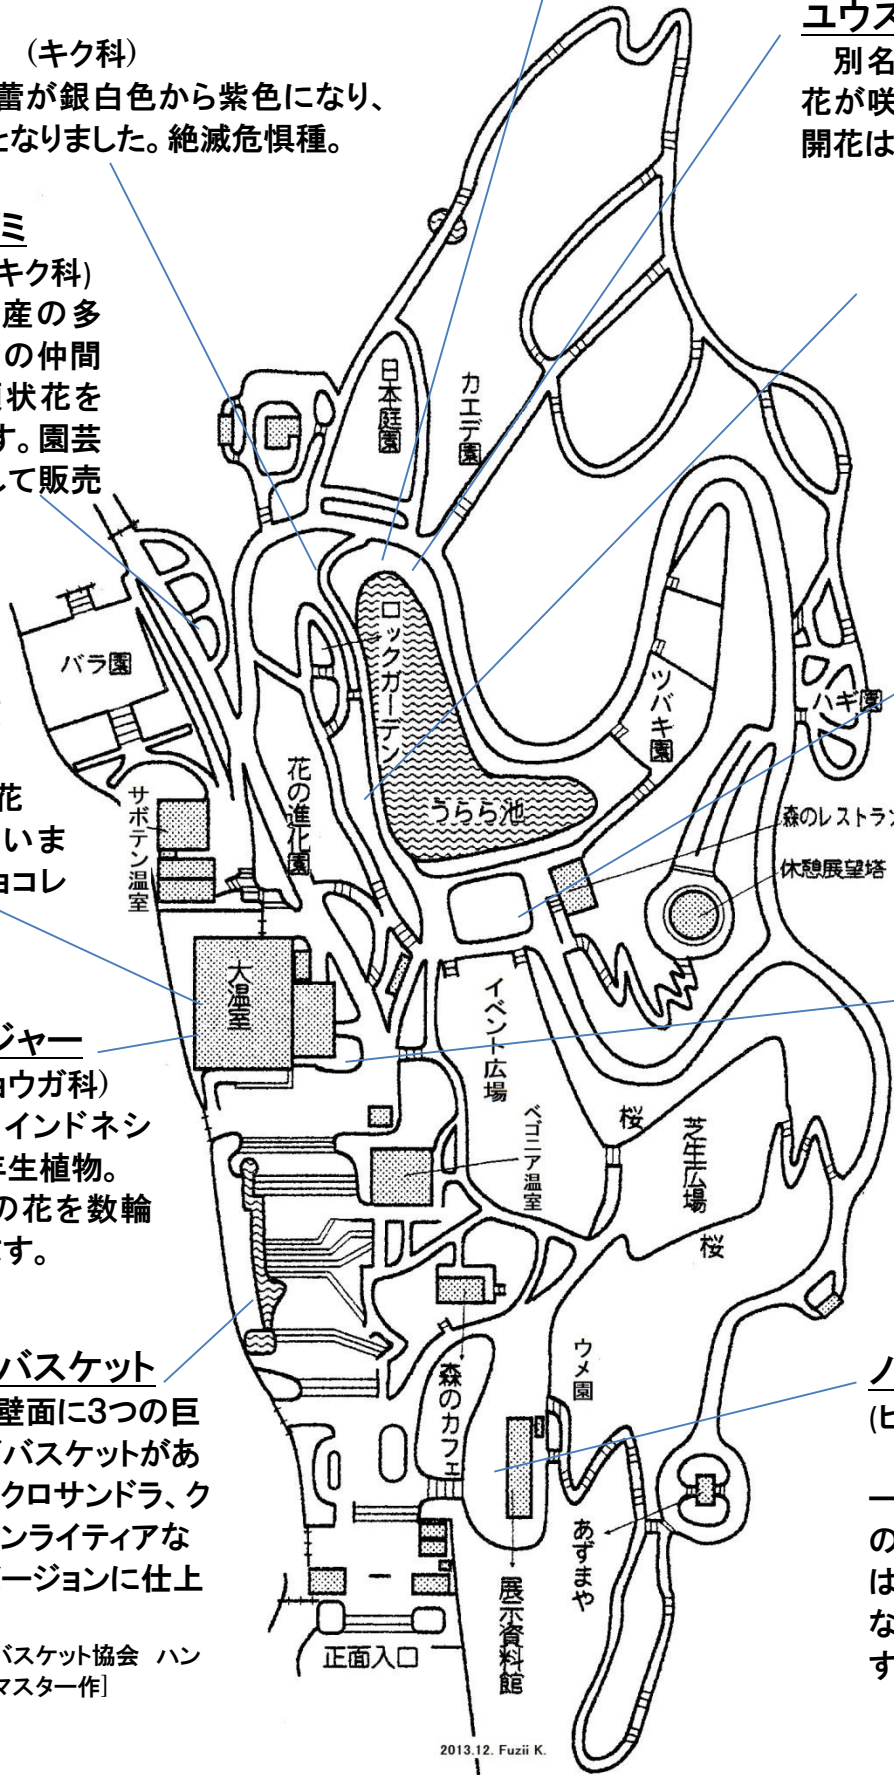 (キク科)
蕾が銀白色から紫色になり、
となりました。絶滅危惧種。
ユウス
別名
花が咲
開花は
ミ
キク科)
産の多
の仲間
状花を
す。園芸
して販売
花
いま
ョコレ
ジャー
ョウガ科)
インドネシ
年生植物。
の花を数輪
ます。
バスケット
壁面に3つの巨
バスケットがあ
クロサンドラ、ク
ンライティアな
バージョンに仕上
バスケット協会 ハン
マスター作]
(ヒ
一
の
は
な
す
日本庭園
カエデ園
バラ園
ロックガーデン
うらら池
ツバキ園
ハギ園
サボテン温室
花の進化園
森のレストラン
休憩展望塔
大温室
イベント広場
ベゴニア温室
桜
芝生広場
桜
森のカフェ
ウメ園
あずまや
展示資料館
正面入口
2013.12. Fuzii K.